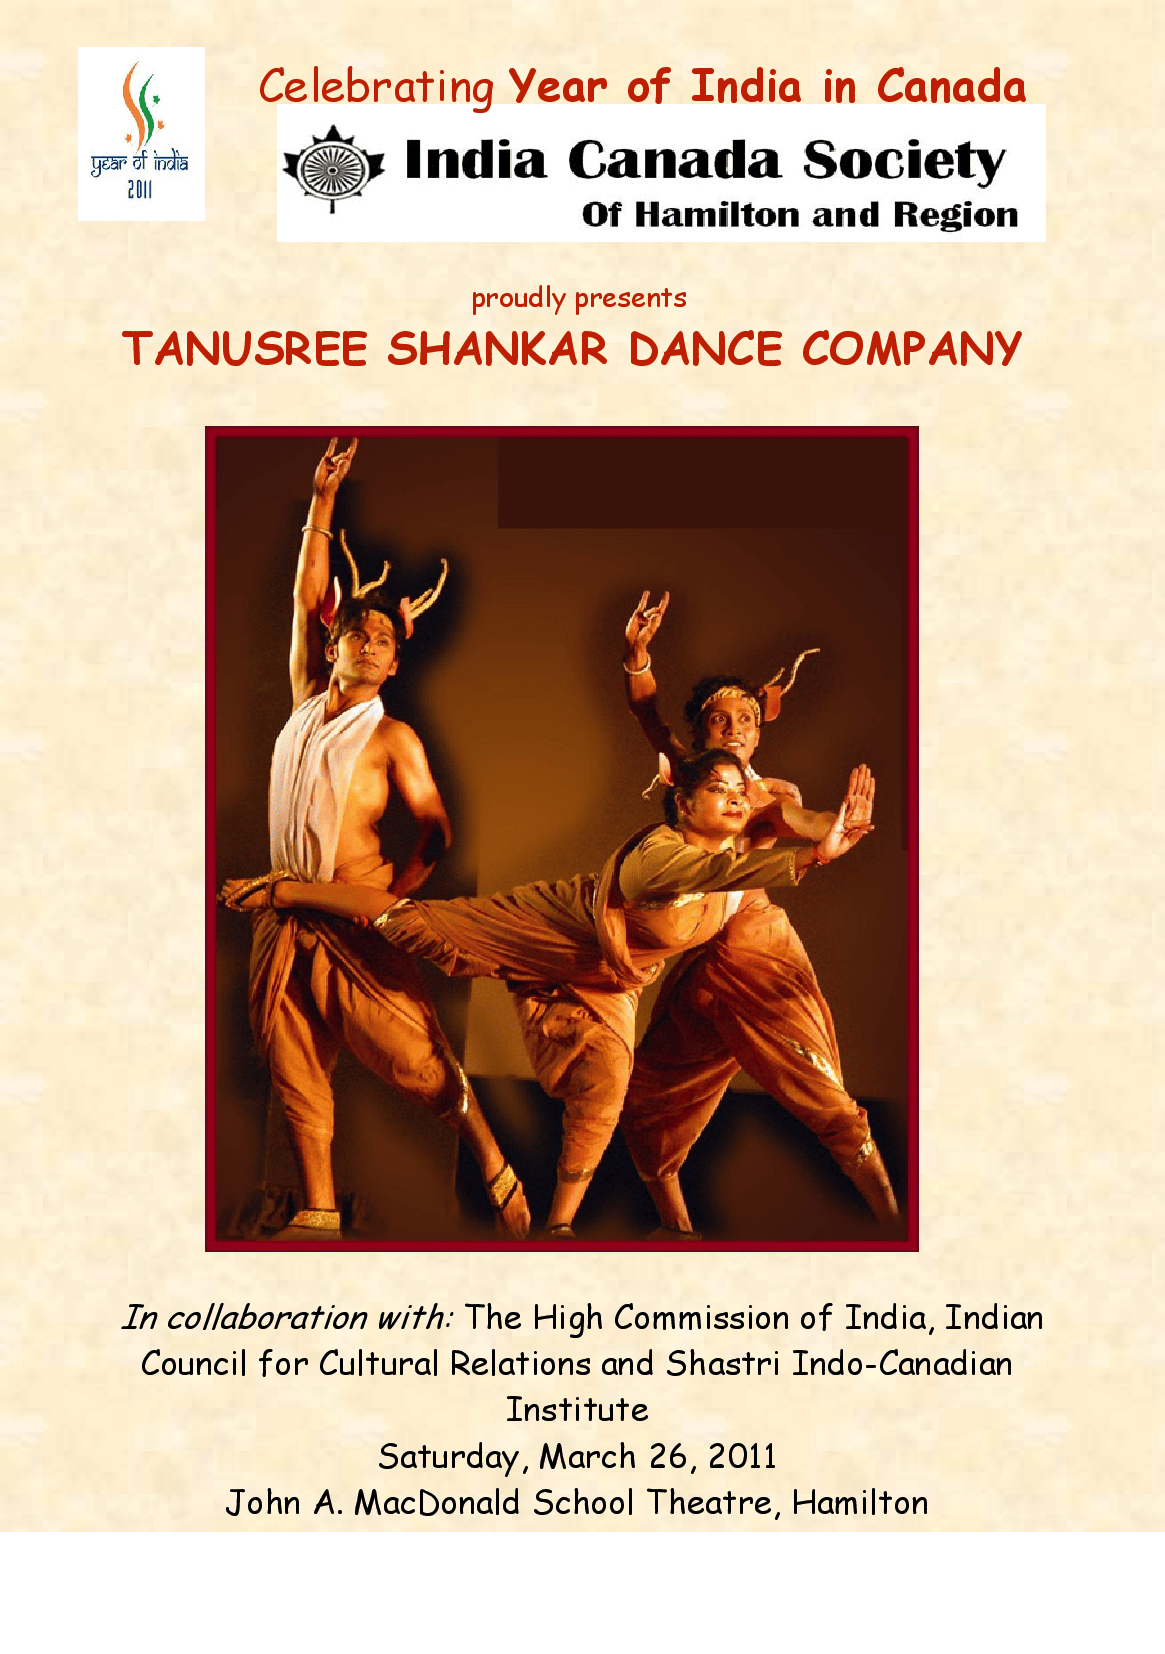 Celebrating Year of India in Canada
year of india
2011
India Canada Society
Of Hamilton and Region
proudly presents
TANUSREE SHANKAR DANCE COMPANY
In collaboration with: The High Commission of India, Indian
Council for Cultural Relations and Shastri Indo-Canadian
Institute
Saturday, March 26, 2011
John A. MacDonald School Theatre, Hamilton